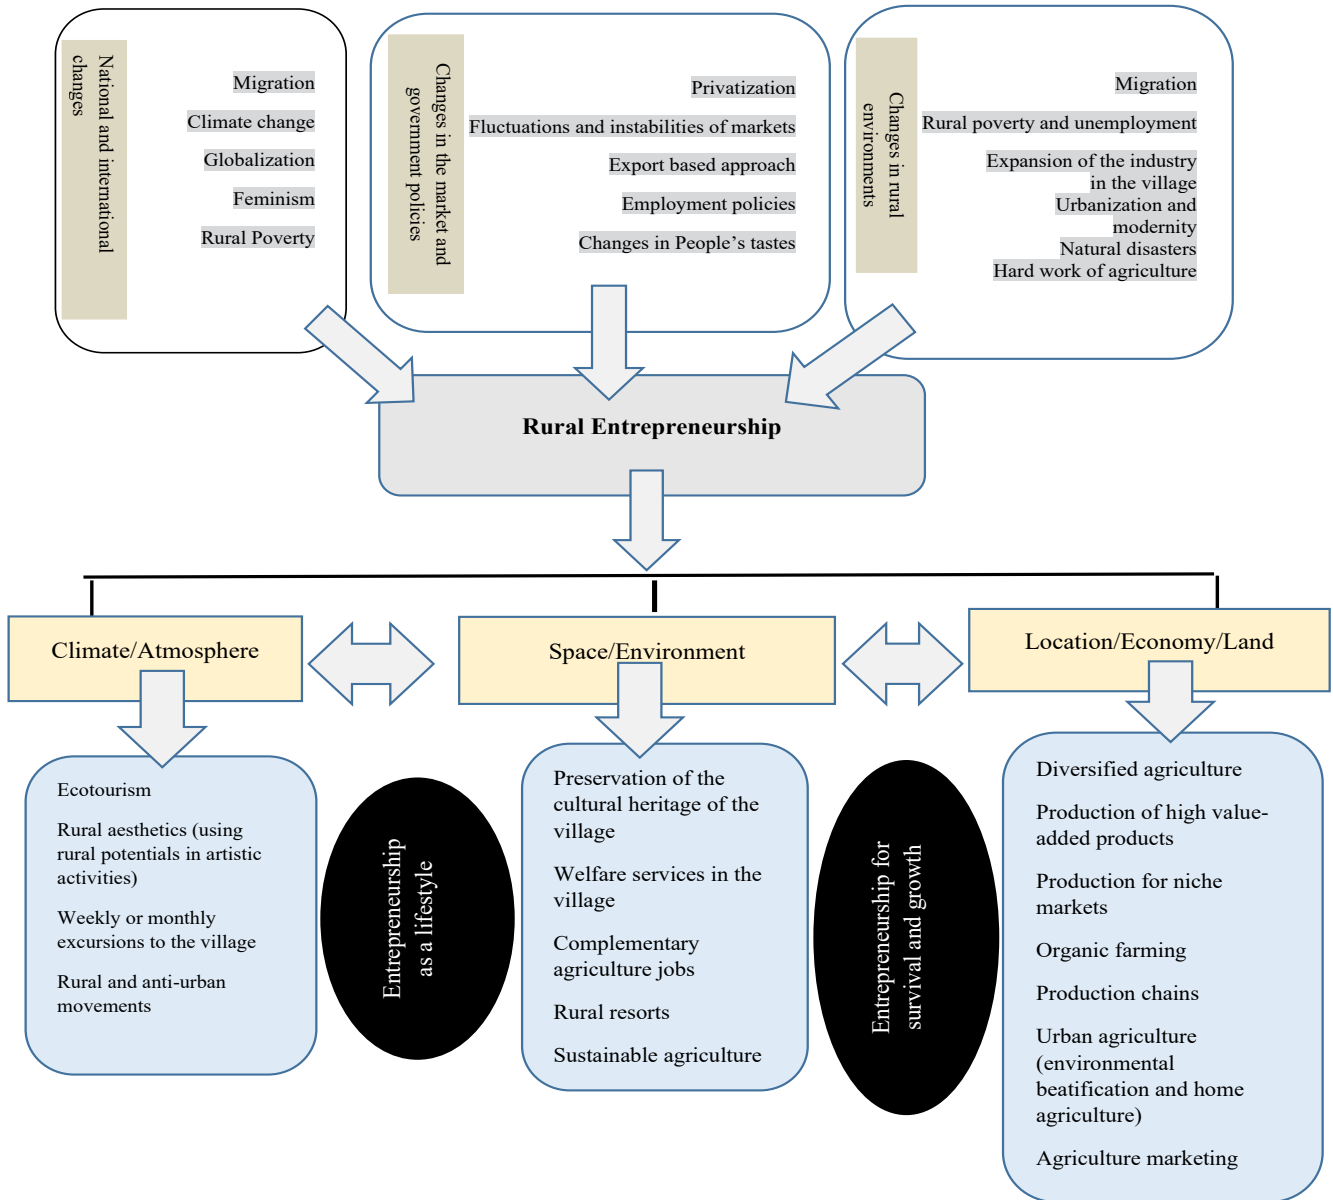 National and international
changes
Migration
Climate change
Globalization
Feminism
Rural Poverty
Changes in the market and
government policies
Privatization
Fluctuations and instabilities of markets
Export based approach
Employment policies
Changes in People’s tastes
Changes in rural
environments
Migration
Rural poverty and unemployment
Expansion of the industry
in the village
Urbanization and
modernity
Natural disasters
Hard work of agriculture
Rural Entrepreneurship
Climate/Atmosphere
Space/Environment
Location/Economy/Land
Ecotourism
Rural aesthetics (using
rural potentials in artistic
activities)
Weekly or monthly
excursions to the village
Rural and anti-urban
movements
Entrepreneurship
as a lifestyle
Preservation of the
cultural heritage of the
village
Welfare services in the
village
Complementary
agriculture jobs
Rural resorts
Sustainable agriculture
Entrepreneurship for
survival and growth
Diversified agriculture
Production of high value-
added products
Production for niche
markets
Organic farming
Production chains
Urban agriculture
(environmental
beatification and home
agriculture)
Agriculture marketing